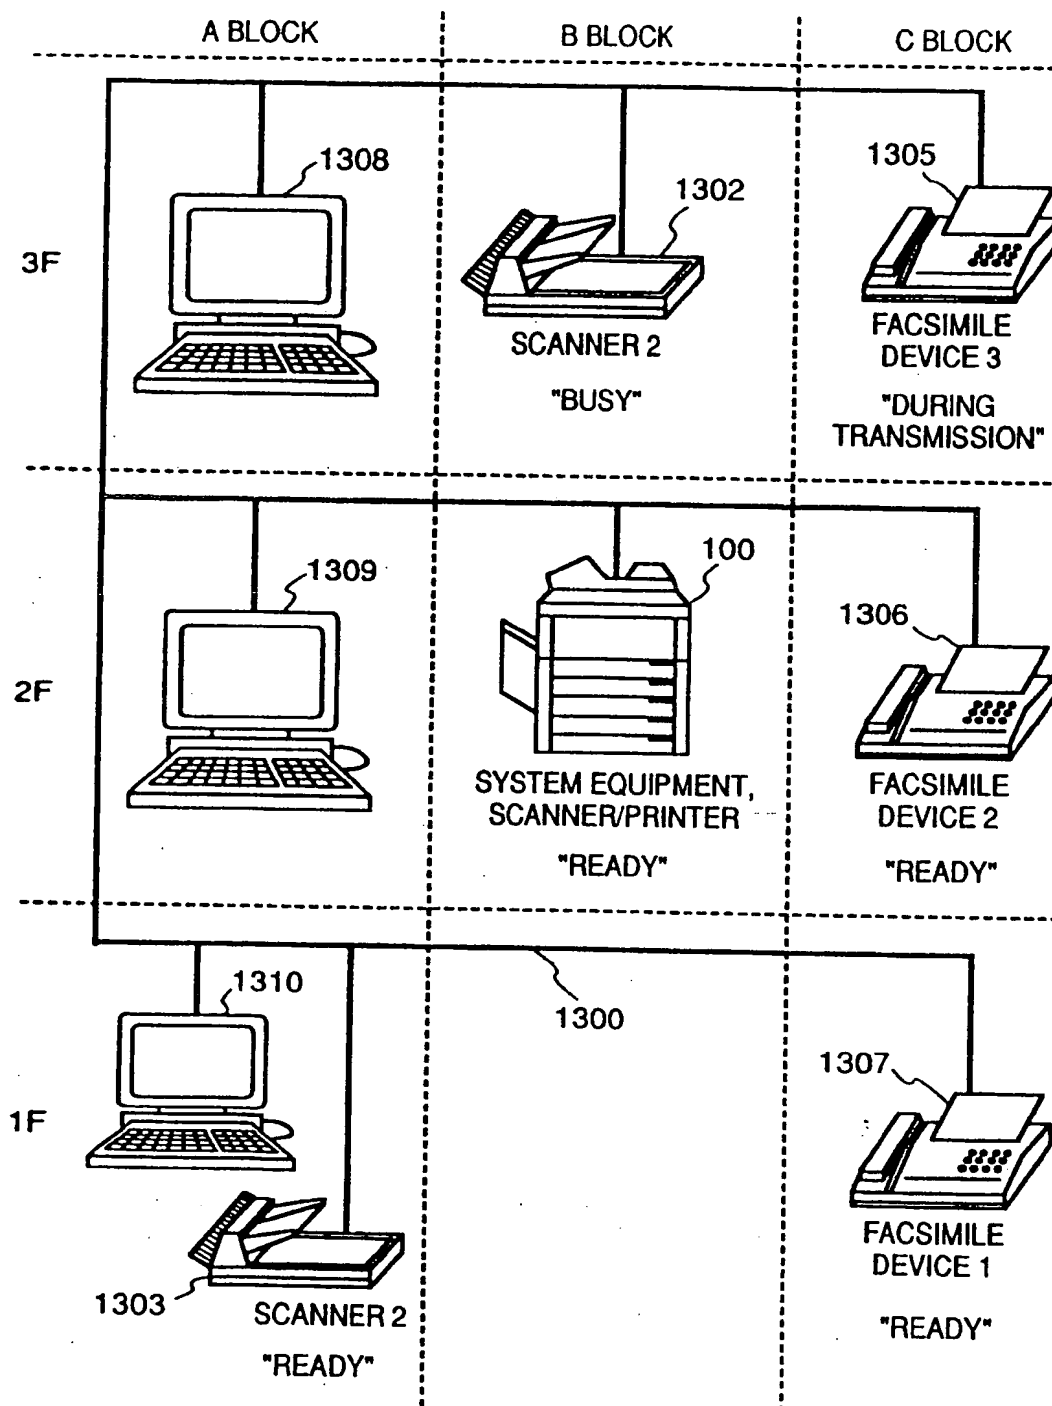 A BLOCK
B BLOCK
C BLOCK
3F
1308
1302
SCANNER 2
"BUSY"
1305
FACSIMILE
DEVICE 3
"DURING
TRANSMISSION"
2F
1309
100
SYSTEM EQUIPMENT,
SCANNER/PRINTER
"READY"
1306
FACSIMILE
DEVICE 2
"READY"
1F
1310
1303
SCANNER 2
"READY"
1300
1307
FACSIMILE
DEVICE 1
"READY"